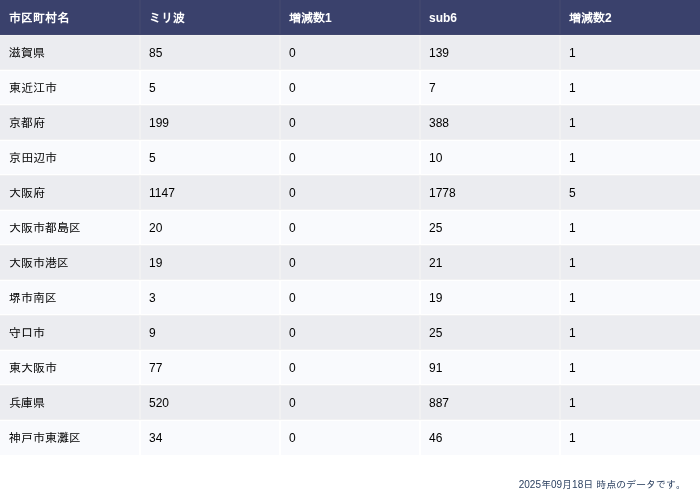 市区町村名 ミリ波 増減数1 sub6 増減数2
滋賀県 85 0 139 1
東近江市 5 0 7 1
京都府 199 0 388 1
京田辺市 5 0 10 1
大阪府 1147 0 1778 5
大阪市都島区 20 0 25 1
大阪市港区 19 0 21 1
堺市南区 3 0 19 1
守口市 9 0 25 1
東大阪市 77 0 91 1
兵庫県 520 0 887 1
神戸市東灘区 34 0 46 1
2025年09月18日 時点のデータです。